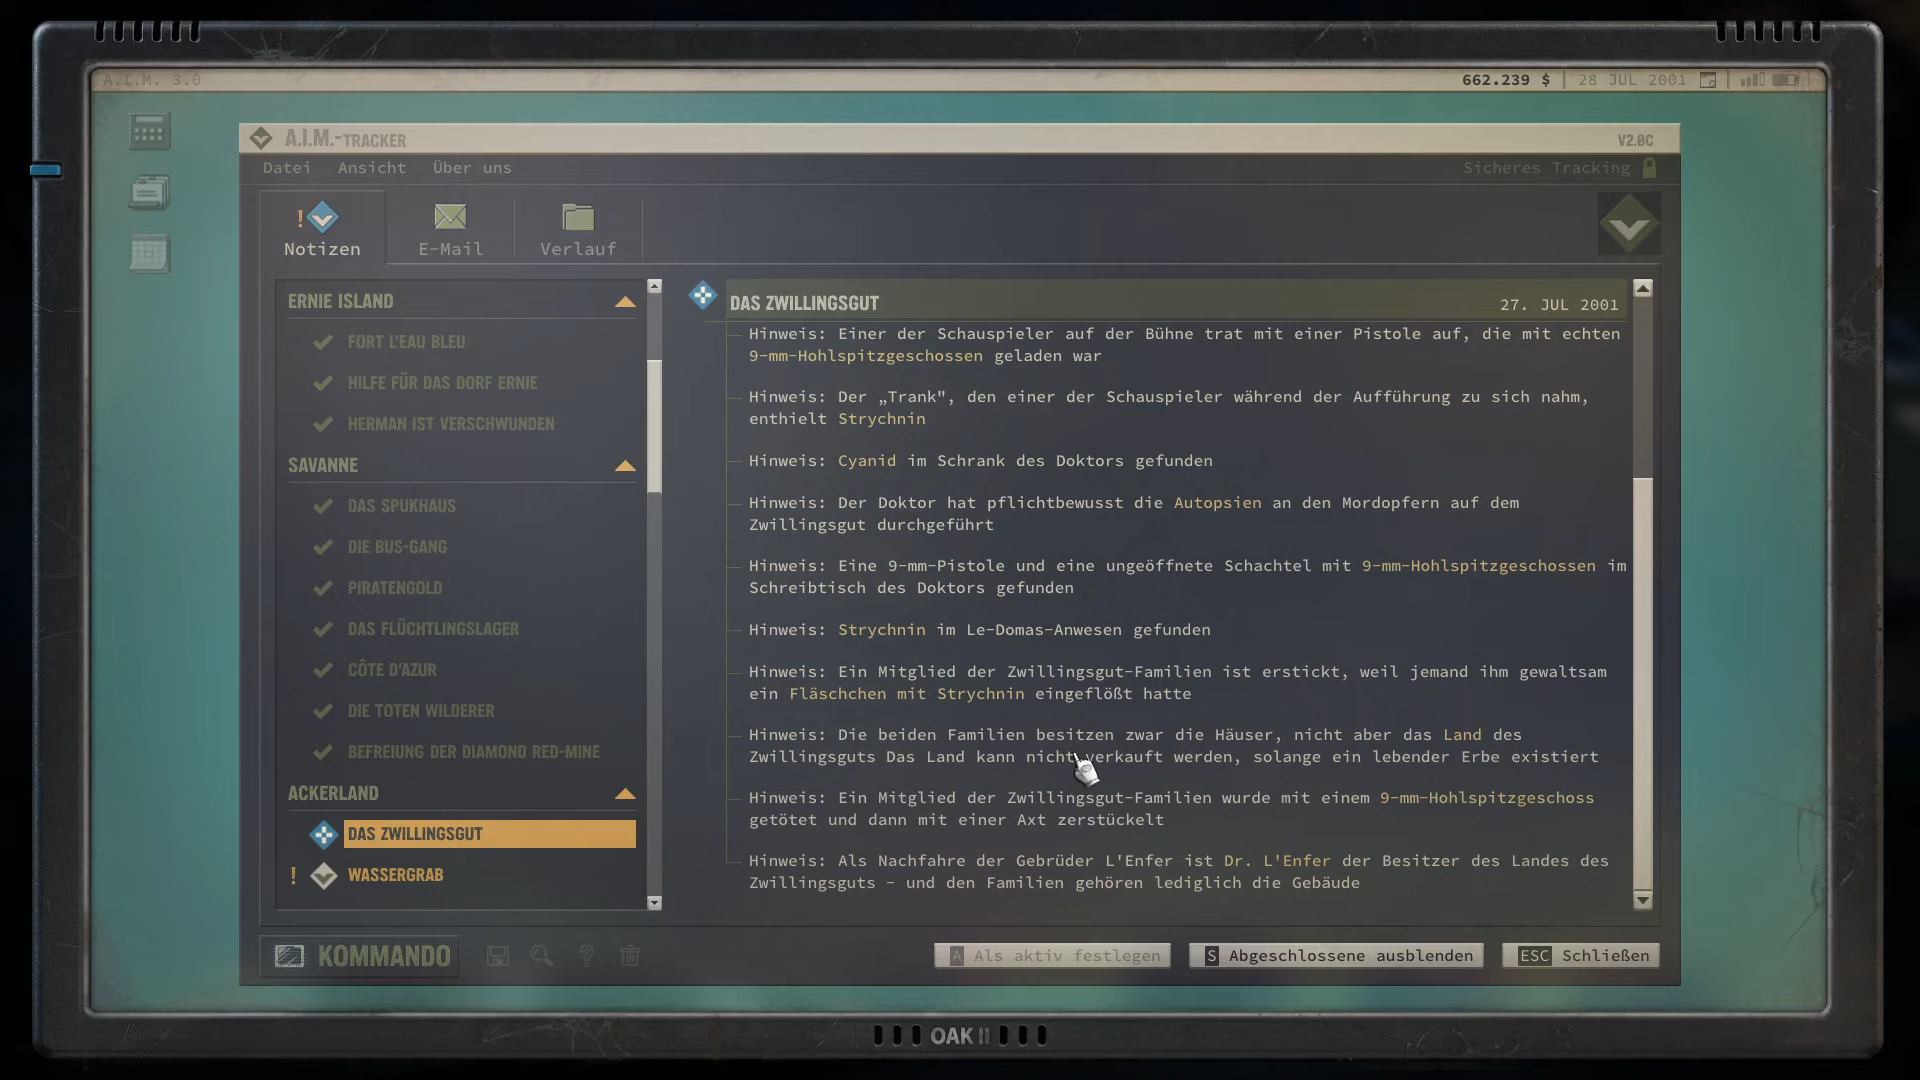 A.I.M. 3.0
662.239 $ | 28 JUL 2001
A.I.M.-TRACKER
V2.0C
Datei Ansicht Über uns
Sicheres Tracking
! Notizen
E-Mail
Verlauf
ERNIE ISLAND
FORT L'EAU BLEU
HILFE FÜR DAS DORF ERNIE
HERMAN IST VERSCHWUNDEN
SAVANNE
DAS SPUKHAUS
DIE BUS-GANG
PIRATENGOLD
DAS FLÜCHTLINGSLAGER
CÔTE D'AZUR
DIE TOTEN WILDERER
BEFREIUNG DER DIAMOND RED-MINE
ACKERLAND
DAS ZWILLINGSGUT
! WASSERGRAB
DAS ZWILLINGSGUT
27. JUL 2001
Hinweis: Einer der Schauspieler auf der Bühne trat mit einer Pistole auf, die mit echten
9-mm-Hohlspitzgeschossen geladen war
Hinweis: Der „Trank", den einer der Schauspieler während der Aufführung zu sich nahm,
enthielt Strychnin
Hinweis: Cyanid im Schrank des Doktors gefunden
Hinweis: Der Doktor hat pflichtbewusst die Autopsien an den Mordopfern auf dem
Zwillingsgut durchgeführt
Hinweis: Eine 9-mm-Pistole und eine ungeöffnete Schachtel mit 9-mm-Hohlspitzgeschossen im
Schreibtisch des Doktors gefunden
Hinweis: Strychnin im Le-Domas-Anwesen gefunden
Hinweis: Ein Mitglied der Zwillingsgut-Familien ist erstickt, weil jemand ihm gewaltsam
ein Fläschchen mit Strychnin eingeflößt hatte
Hinweis: Die beiden Familien besitzen zwar die Häuser, nicht aber das Land des
Zwillingsguts Das Land kann nicht verkauft werden, solange ein lebender Erbe existiert
Hinweis: Ein Mitglied der Zwillingsgut-Familien wurde mit einem 9-mm-Hohlspitzgeschoss
getötet und dann mit einer Axt zerstückelt
Hinweis: Als Nachfahre der Gebrüder L'Enfer ist Dr. L'Enfer der Besitzer des Landes des
Zwillingsguts – und den Familien gehören lediglich die Gebäude
KOMMANDO
?
A Als aktiv festlegen
S Abgeschlossene ausblenden
ESC Schließen
OAK II